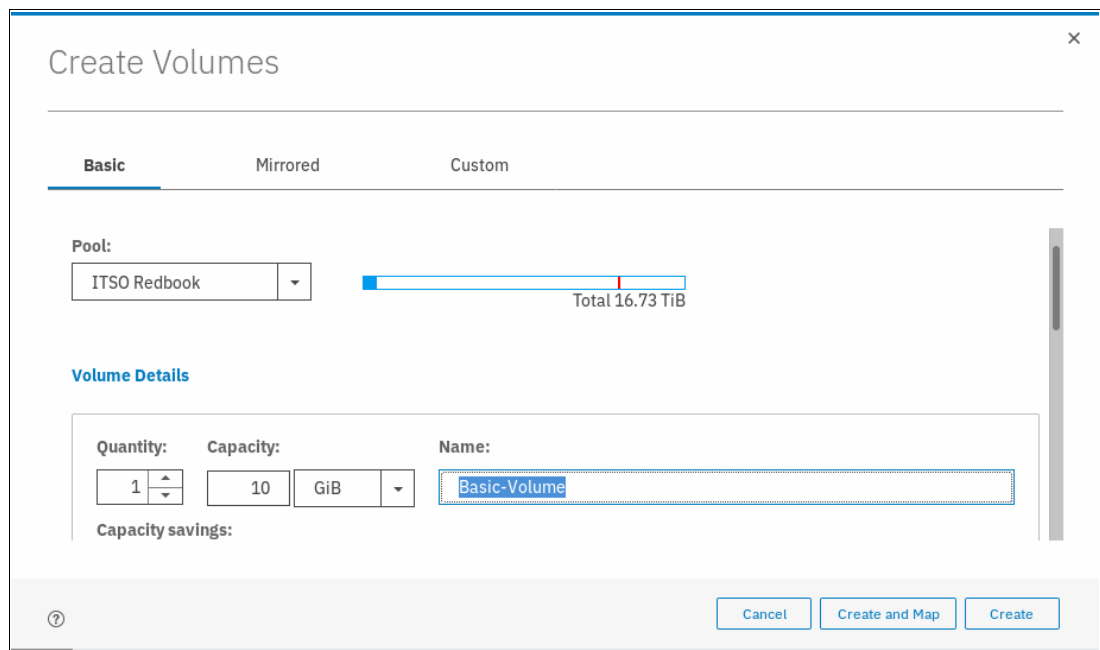 Create Volumes
Basic Mirrored Custom
Pool:
ITSO Redbook
Total 16.73 TiB
Volume Details
Quantity: Capacity: Name:
1 10 GiB Basic-Volume
Capacity savings:
? Cancel Create and Map Create